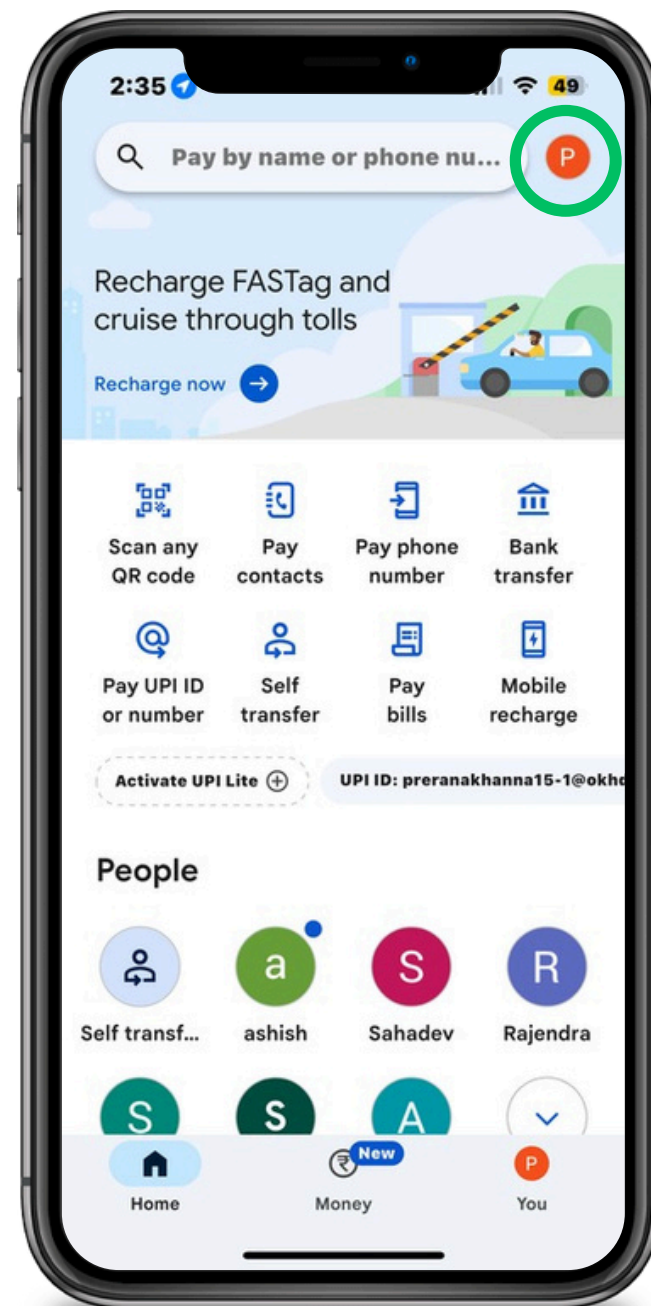 2:35
49
Pay by name or phone nu...
P
Recharge FASTag and
cruise through tolls
Recharge now
Scan any
QR code
Pay
contacts
Pay phone
number
Bank
transfer
Pay UPI ID
or number
Self
transfer
Pay
bills
Mobile
recharge
Activate UPI Lite
UPI ID: preranakhanna15-1@okhd
People
a
S
R
Self transf...
ashish
Sahadev
Rajendra
S
S
A
New
P
Home
Money
You